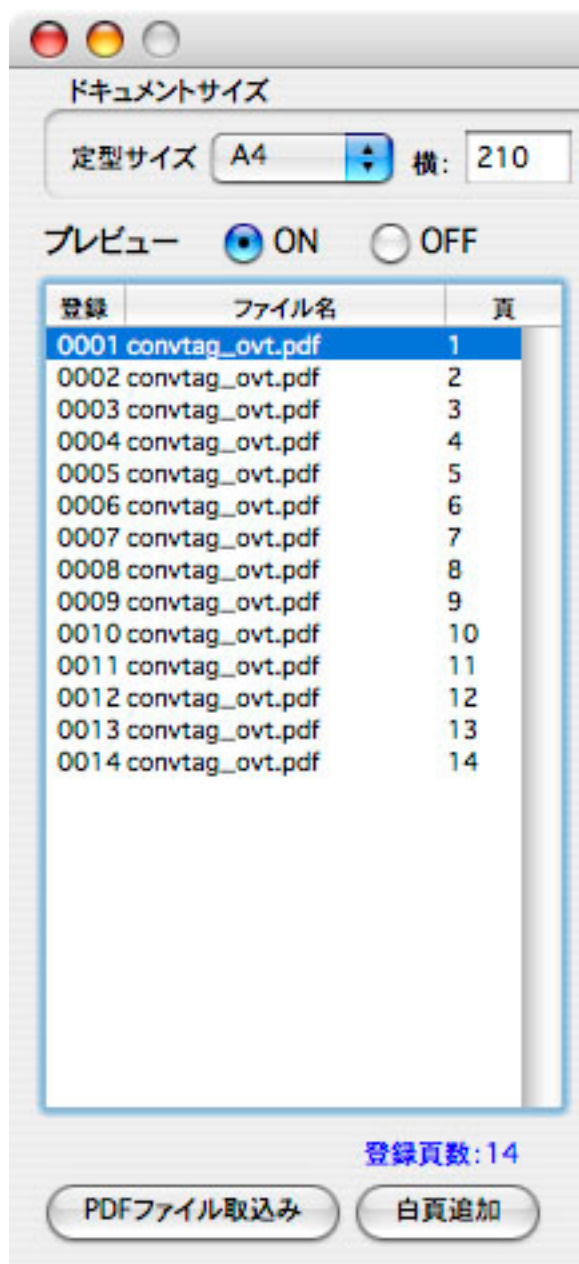 ドキュメントサイズ
定型サイズ A4 横: 210
プレビュー ON OFF
登録 ファイル名 頁
0001 convtag_ovt.pdf 1
0002 convtag_ovt.pdf 2
0003 convtag_ovt.pdf 3
0004 convtag_ovt.pdf 4
0005 convtag_ovt.pdf 5
0006 convtag_ovt.pdf 6
0007 convtag_ovt.pdf 7
0008 convtag_ovt.pdf 8
0009 convtag_ovt.pdf 9
0010 convtag_ovt.pdf 10
0011 convtag_ovt.pdf 11
0012 convtag_ovt.pdf 12
0013 convtag_ovt.pdf 13
0014 convtag_ovt.pdf 14
登録頁数:14
PDFファイル取込み 白頁追加